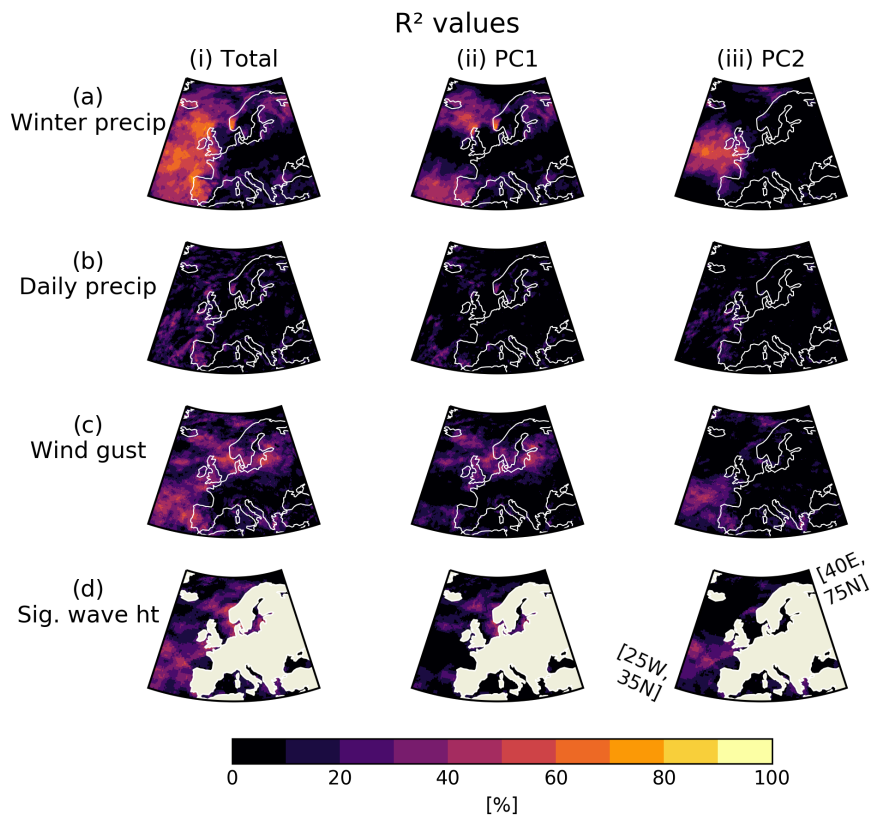 R² values
(i) Total
(ii) PC1
(iii) PC2
(a)
Winter precip
(b)
Daily precip
(c)
Wind gust
(d)
Sig. wave ht
[40E,
75N]
[25W,
35N]
0
20
40
60
80
100
[%]